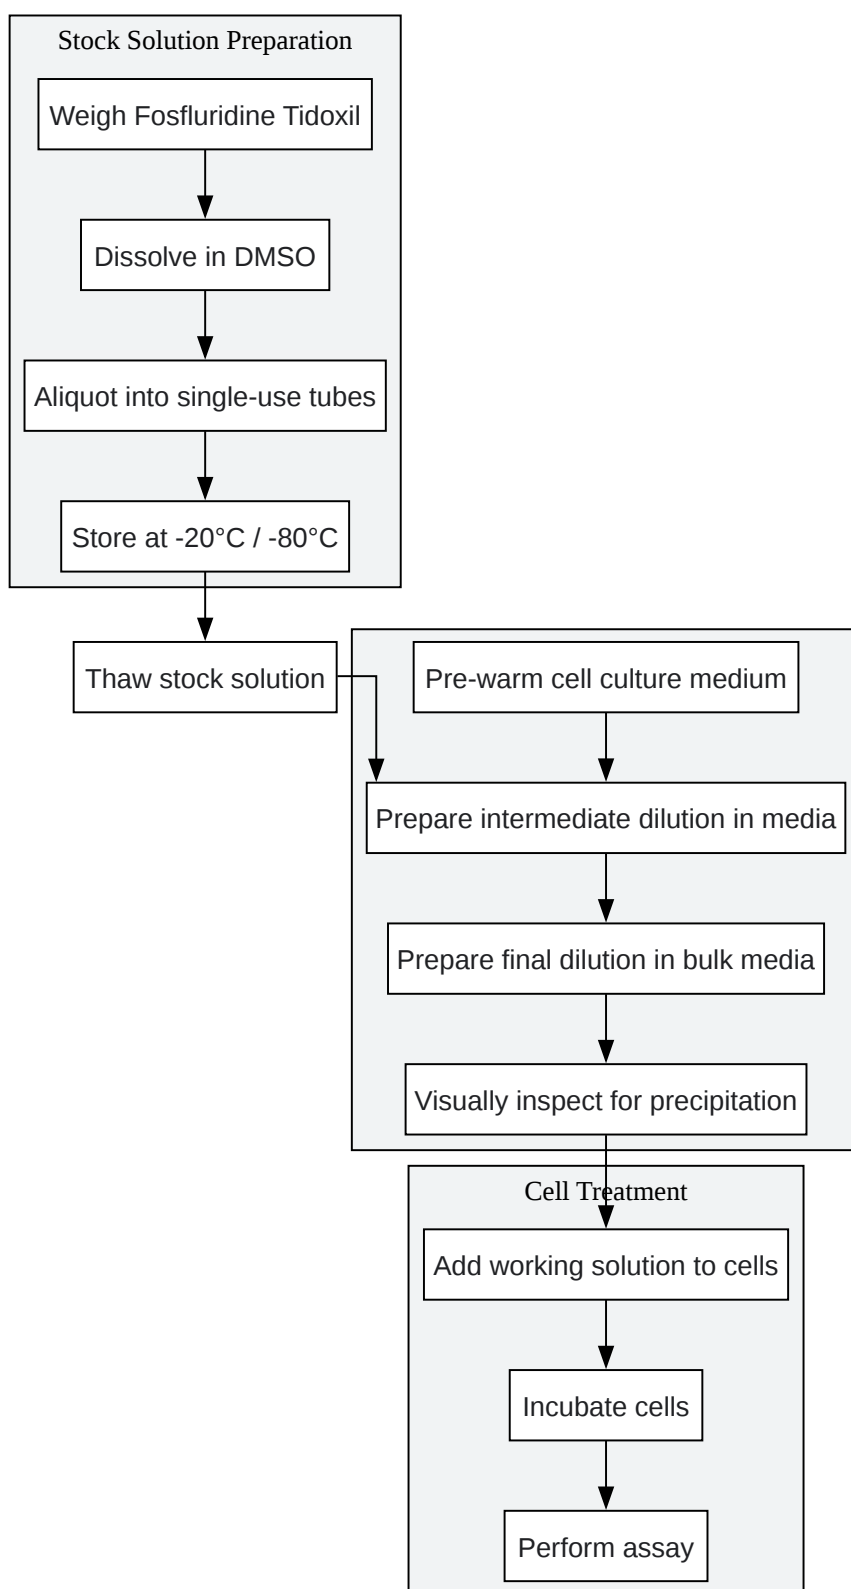 Stock Solution Preparation
Weigh Fosfluridine Tidoxil
Dissolve in DMSO
Aliquot into single-use tubes
Store at -20°C / -80°C
Thaw stock solution
Pre-warm cell culture medium
Prepare intermediate dilution in media
Prepare final dilution in bulk media
Visually inspect for precipitation
Cell Treatment
Add working solution to cells
Incubate cells
Perform assay